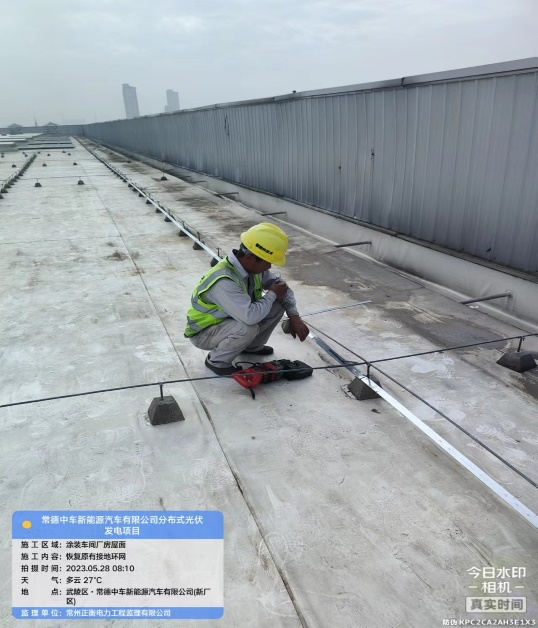 常德中车新能源汽车有限公司分布式光伏
发电项目
施工区域：涂装车间厂房屋面
施工内容：恢复原有接地环网
拍摄时间：2023.05.28 08:10
天气：多云 27℃
地点：武陵区·常德中车新能源汽车有限公司(新厂
区)
监理单位：常州正衡电力工程监理有限公司
今日水印
相机
真实时间
防伪 KPC2CA2AH3E1X3